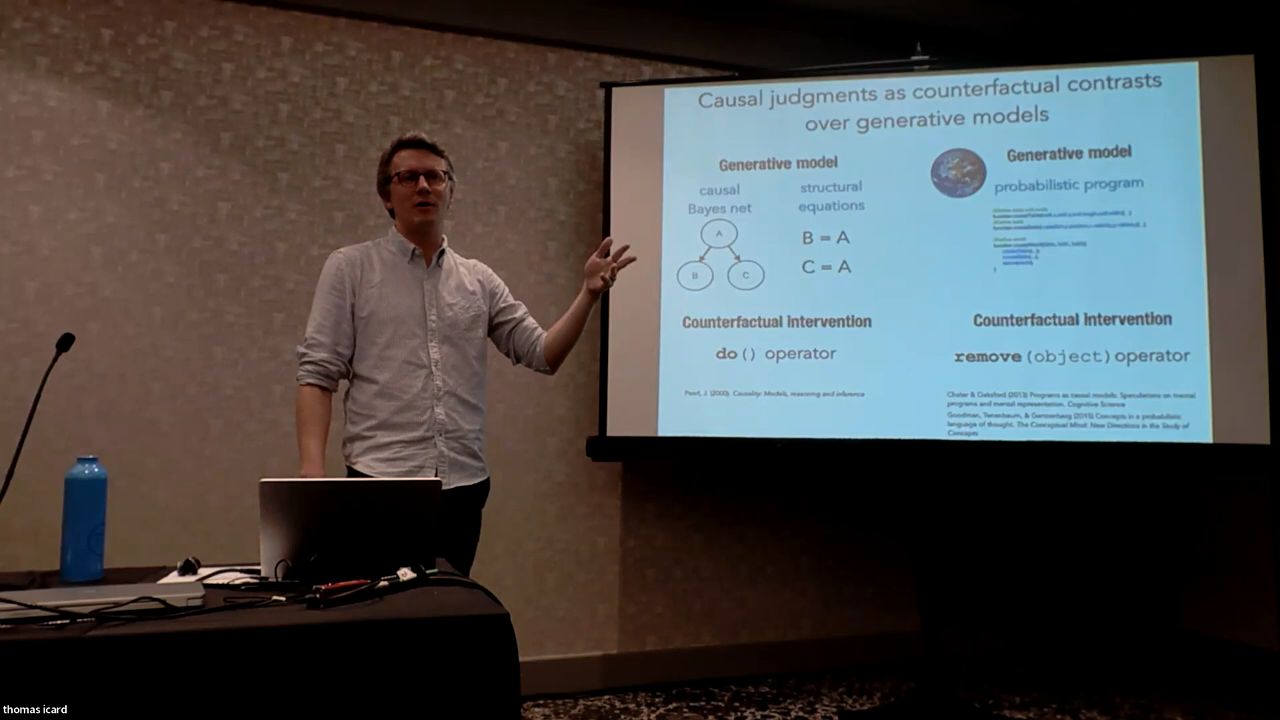 Causal judgments as counterfactual contrasts
over generative models
Generative model
causal
Bayes net
structural
equations
A
B
C
B = A
C = A
Counterfactual intervention
do() operator
Pearl, J. (2000). Causality: Models, reasoning and inference
Generative model
probabilistic program
Counterfactual intervention
remove(object) operator
Chater & Oaksford (2013) Programs as causal models: Speculations on mental
programs and mental representation. Cognitive Science
Goodman, Tenenbaum, & Gerstenberg (2015) Concepts in a probabilistic
language of thought. The Conceptual Mind: New Directions in the Study of
Concepts
thomas icard